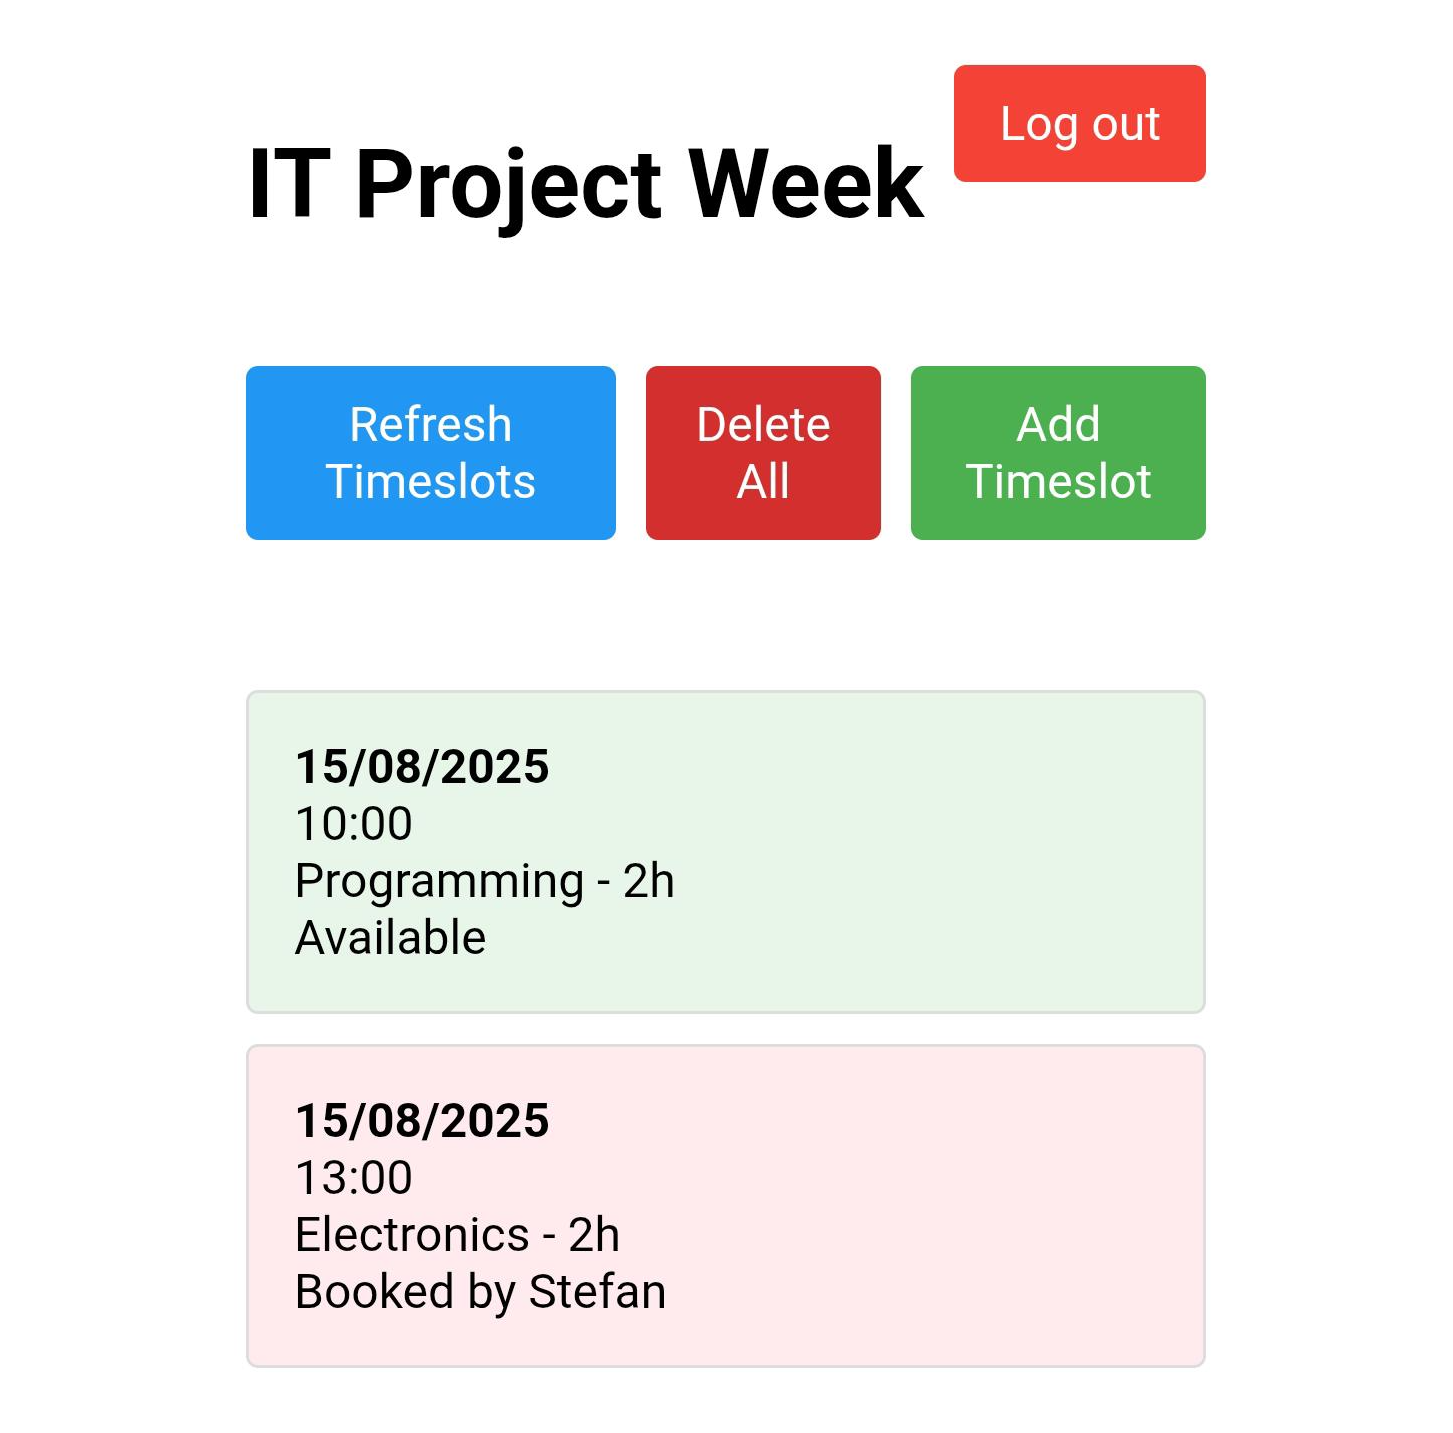 Log out
IT Project Week
Refresh
Timeslots
Delete
All
Add
Timeslot
15/08/2025
10:00
Programming - 2h
Available
15/08/2025
13:00
Electronics - 2h
Booked by Stefan